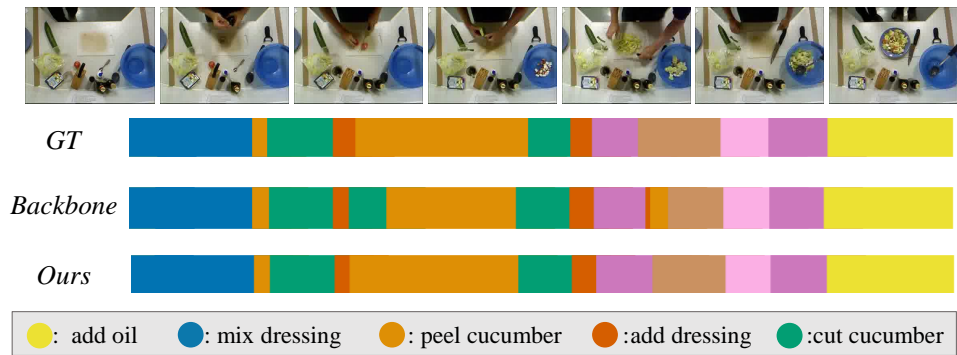 GT
Backbone
Ours
: add oil : mix dressing : peel cucumber :add dressing :cut cucumber